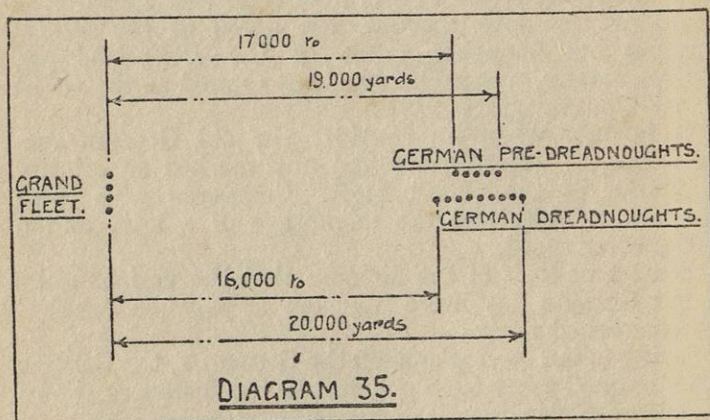 17000 to
19,000 yards
GERMAN PRE-DREADNOUGHTS.
GRAND
FLEET.
GERMAN DREADNOUGHTS.
16,000 to
20,000 yards
DIAGRAM 35.